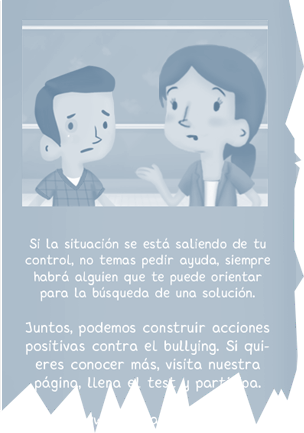 Si la situación se está saliendo de tu
control, no temas pedir ayuda, siempre
habrá alguien que te puede orientar
para la búsqueda de una solución.
Juntos, podemos construir acciones
positivas contra el bullying. Si qui-
eres conocer más, visita nuestra
página, llena el test y participa.